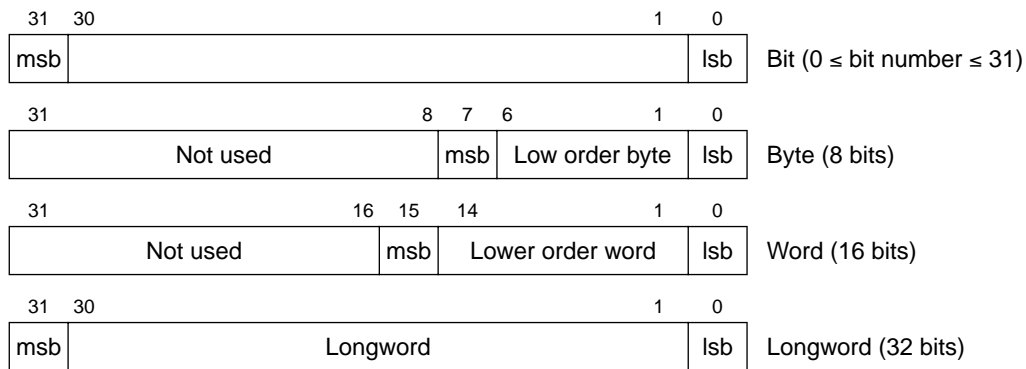 31 30 1 0
msb lsb Bit (0 ≤ bit number ≤ 31)
31 8 7 6 1 0
Not used msb Low order byte lsb Byte (8 bits)
31 16 15 14 1 0
Not used msb Lower order word lsb Word (16 bits)
31 30 1 0
msb Longword lsb Longword (32 bits)